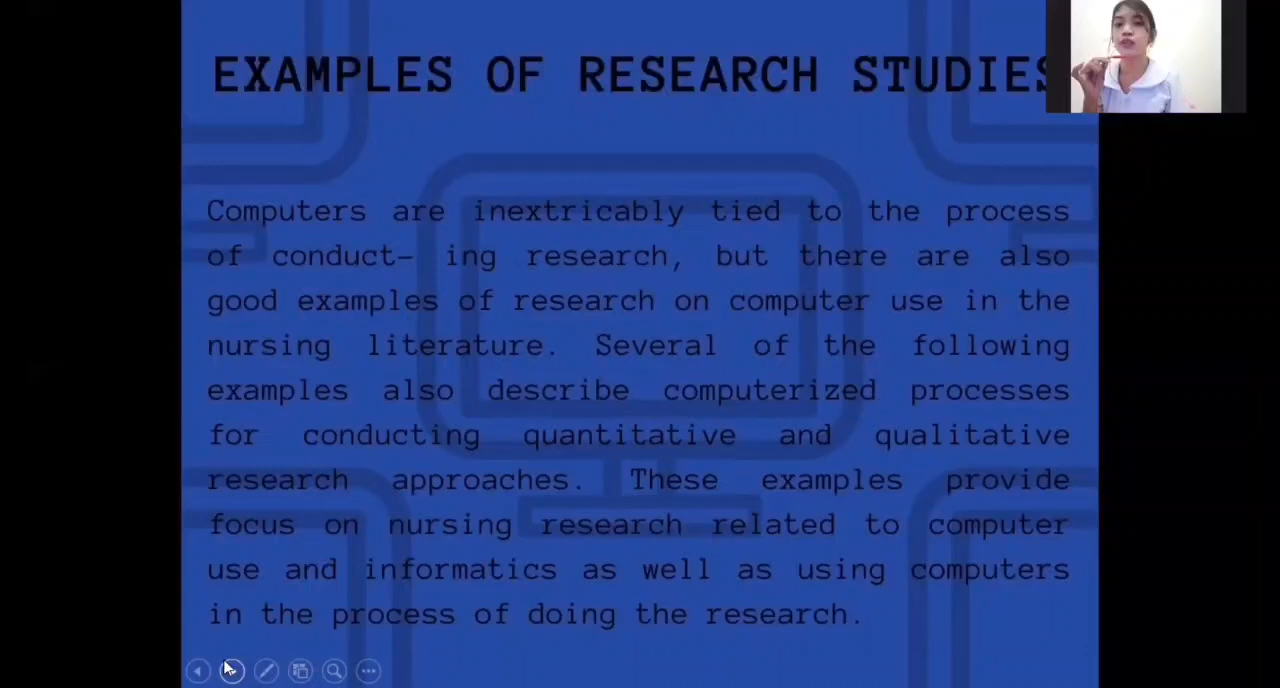 EXAMPLES OF RESEARCH STUDIES
Computers are inextricably tied to the process
of conduct- ing research, but there are also
good examples of research on computer use in the
nursing literature. Several of the following
examples also describe computerized processes
for conducting quantitative and qualitative
research approaches. These examples provide
focus on nursing research related to computer
use and informatics as well as using computers
in the process of doing the research.